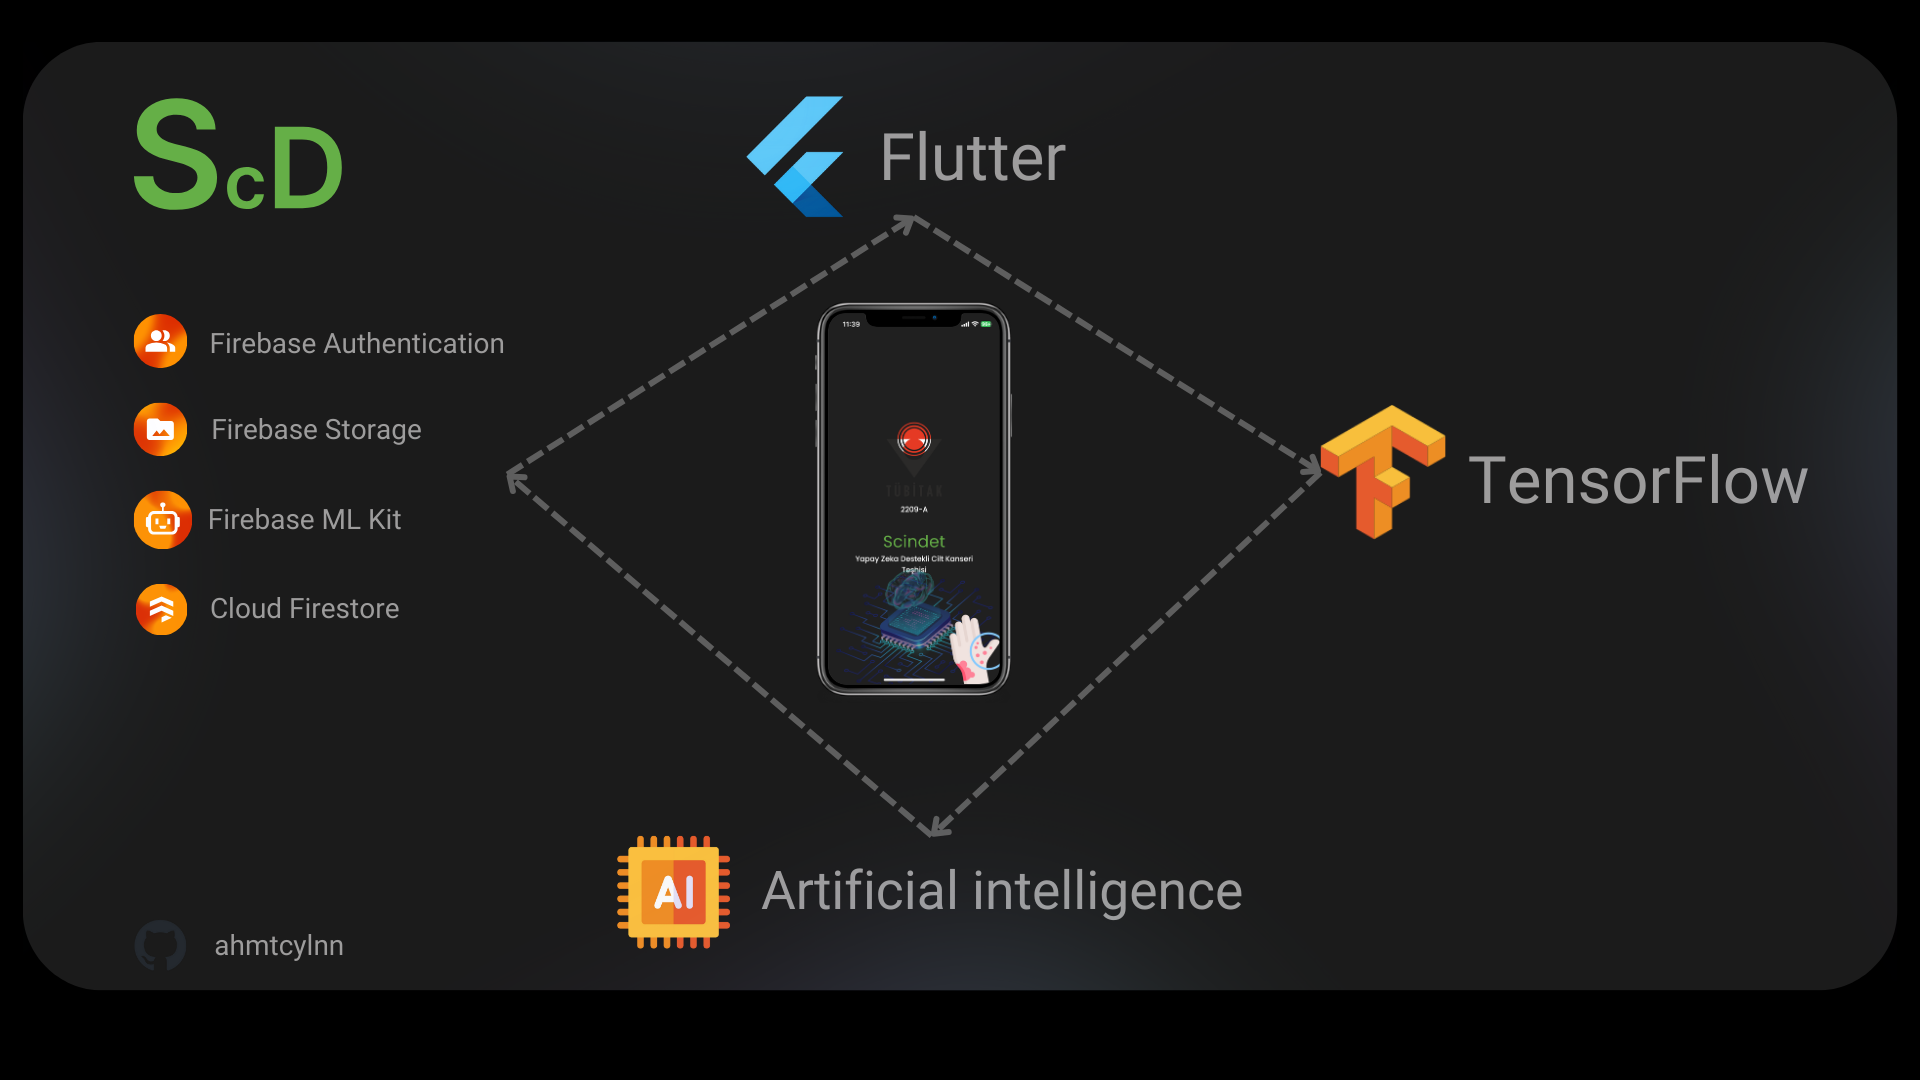 ScD
Flutter
Firebase Authentication
Firebase Storage
Firebase ML Kit
Cloud Firestore
11:39
TÜBİTAK
2209-A
Scindet
Yapay Zeka Destekli Cilt Kanseri
Teşhisi
TensorFlow
AI
Artificial intelligence
ahmtcylnn